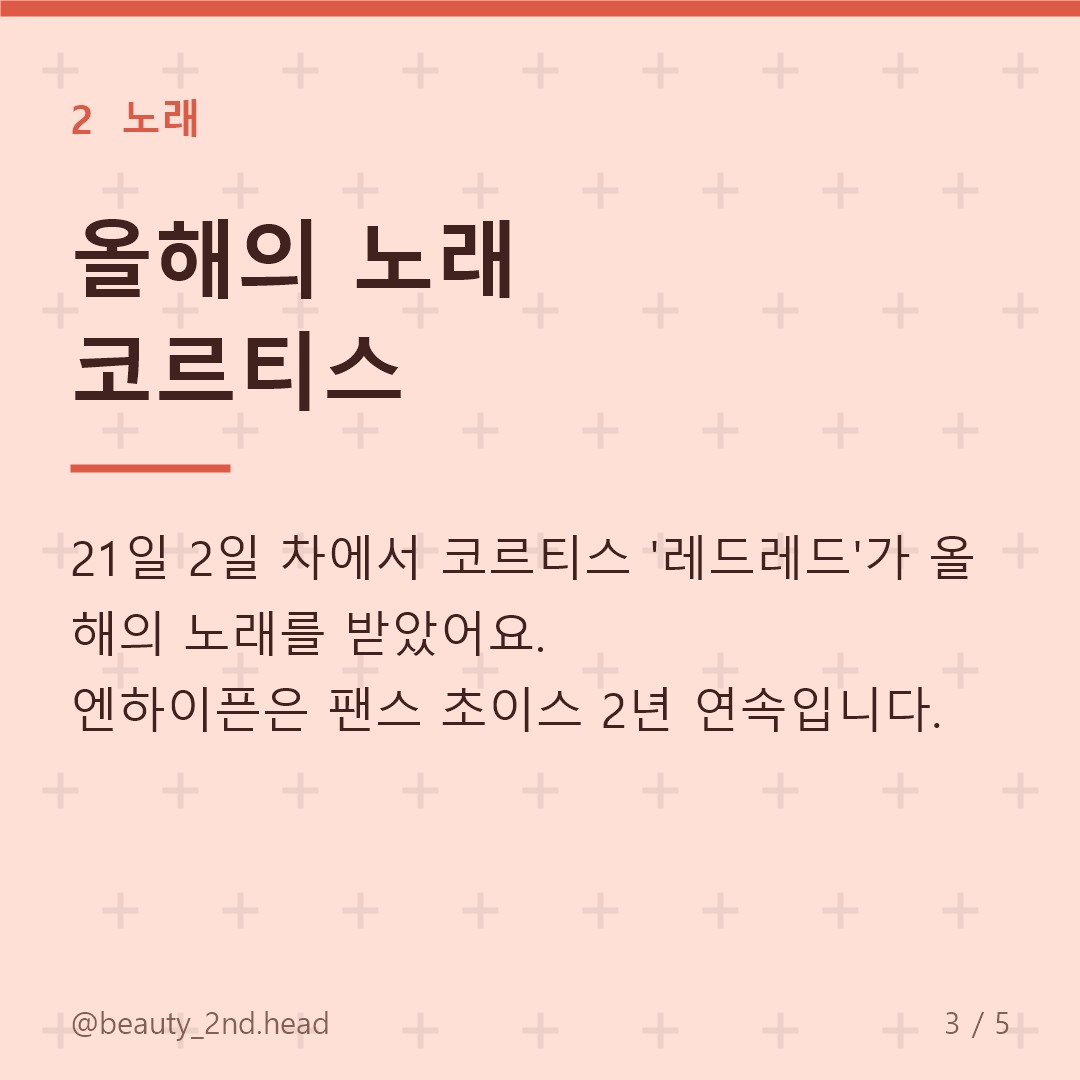 2 노래
올해의 노래
코르티스
21일 2일 차에서 코르티스 '레드레드'가 올
해의 노래를 받았어요.
엔하이픈은 팬스 초이스 2년 연속입니다.
@beauty_2nd.head
3 / 5